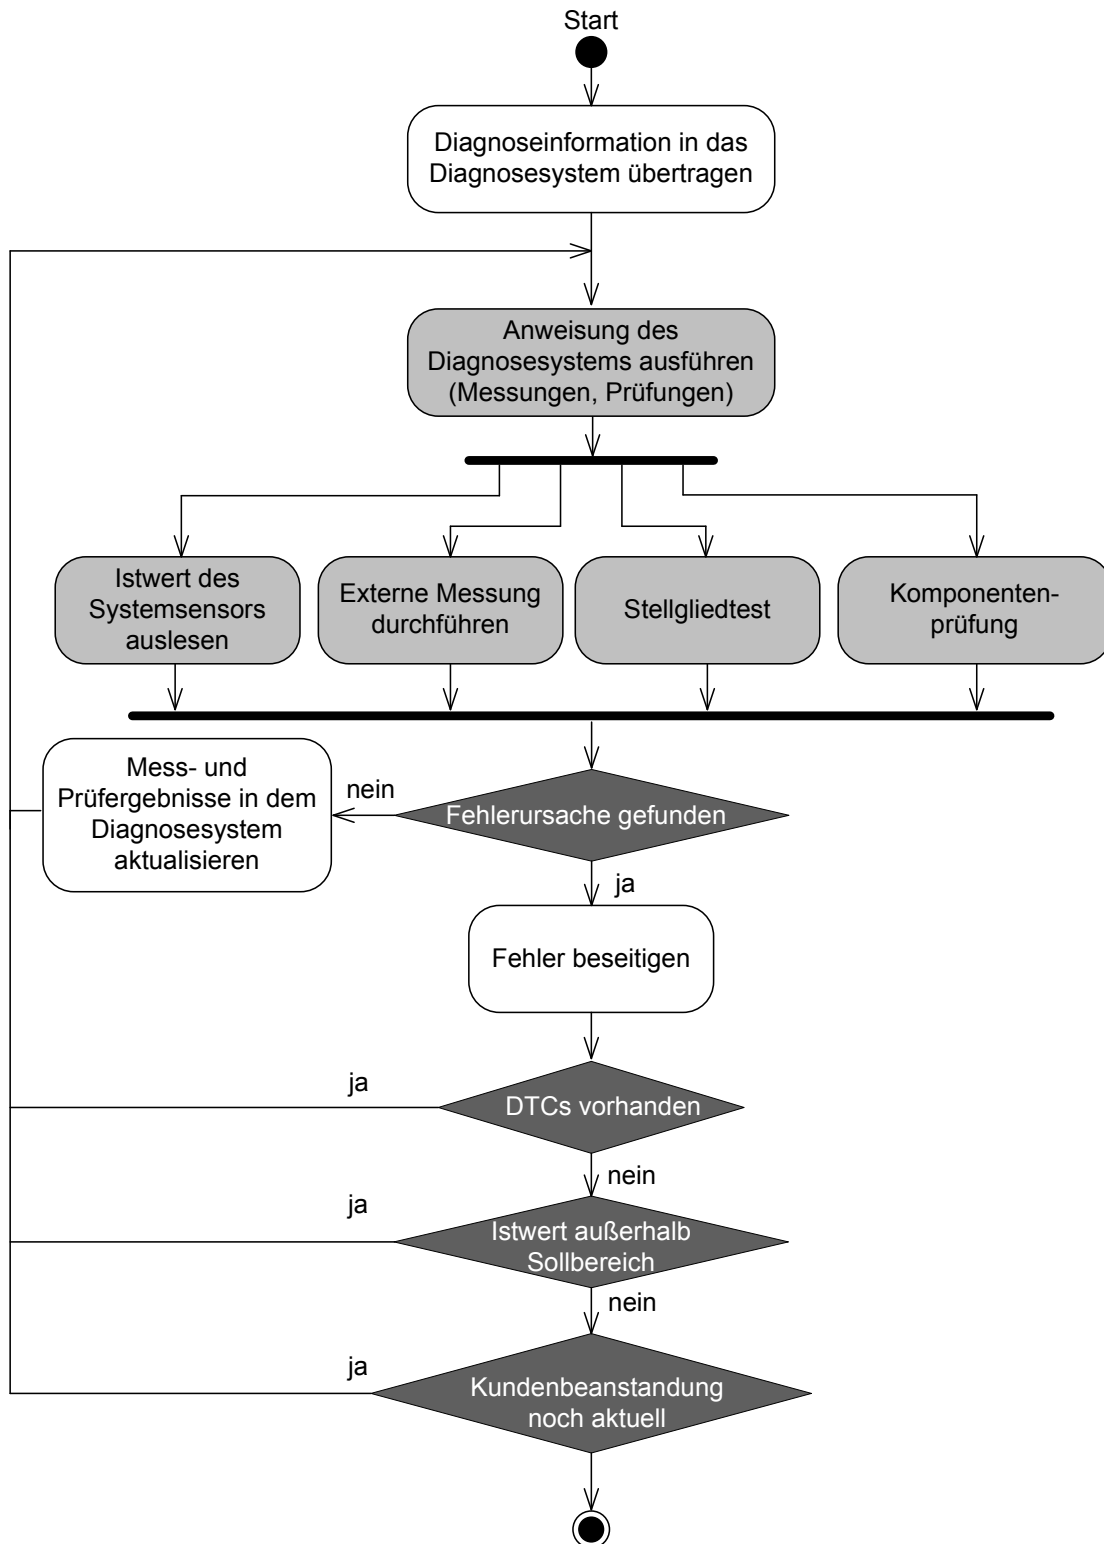 Start
Diagnoseinformation in das
Diagnosesystem übertragen
Anweisung des
Diagnosesystems ausführen
(Messungen, Prüfungen)
Istwert des
Systemsensors
auslesen
Externe Messung
durchführen
Stellgliedtest
Komponenten-
prüfung
Mess- und
Prüfergebnisse in dem
Diagnosesystem
aktualisieren
nein
Fehlerursache gefunden
ja
Fehler beseitigen
ja
DTCs vorhanden
nein
ja
Istwert außerhalb
Sollbereich
nein
ja
Kundenbeanstandung
noch aktuell